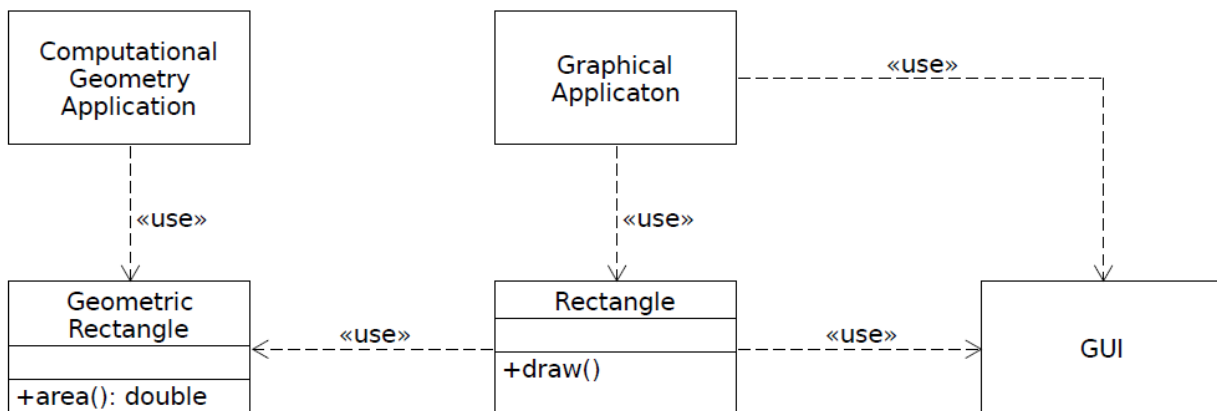 Computational
Geometry
Application
Graphical
Applicaton
«use»
«use»
«use»
Geometric
Rectangle
+area(): double
«use»
Rectangle
+draw()
«use»
GUI